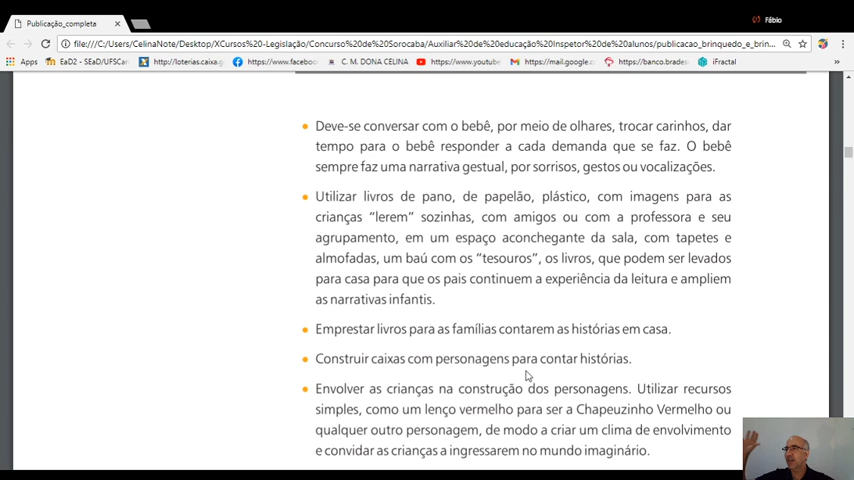 Publicação_completa
Fábio
file:///C:/Users/CelinaNote/Desktop/XCursos%20-Legislação/Concurso%20de%20Sorocaba/Auxiliar%20de%20educação%20Inspetor%20de%20alunos/publicacao_brinquedo_e_brin...
Apps EaD2 - SEaD/UFSCar http://loterias.caixa.g https://www.facebo C. M. DONA CELINA https://www.youtube https://mail.google.c https://banco.brades iFractal »
Deve-se conversar com o bebê, por meio de olhares, trocar carinhos, dar
tempo para o bebê responder a cada demanda que se faz. O bebê
sempre faz uma narrativa gestual, por sorrisos, gestos ou vocalizações.
Utilizar livros de pano, de papelão, plástico, com imagens para as
crianças “lerem” sozinhas, com amigos ou com a professora e seu
agrupamento, em um espaço aconchegante da sala, com tapetes e
almofadas, um baú com os “tesouros”, os livros, que podem ser levados
para casa para que os pais continuem a experiência da leitura e ampliem
as narrativas infantis.
Emprestar livros para as famílias contarem as histórias em casa.
Construir caixas com personagens para contar histórias.
Envolver as crianças na construção dos personagens. Utilizar recursos
simples, como um lenço vermelho para ser a Chapeuzinho Vermelho ou
qualquer outro personagem, de modo a criar um clima de envolvimento
e convidar as crianças a ingressarem no mundo imaginário.